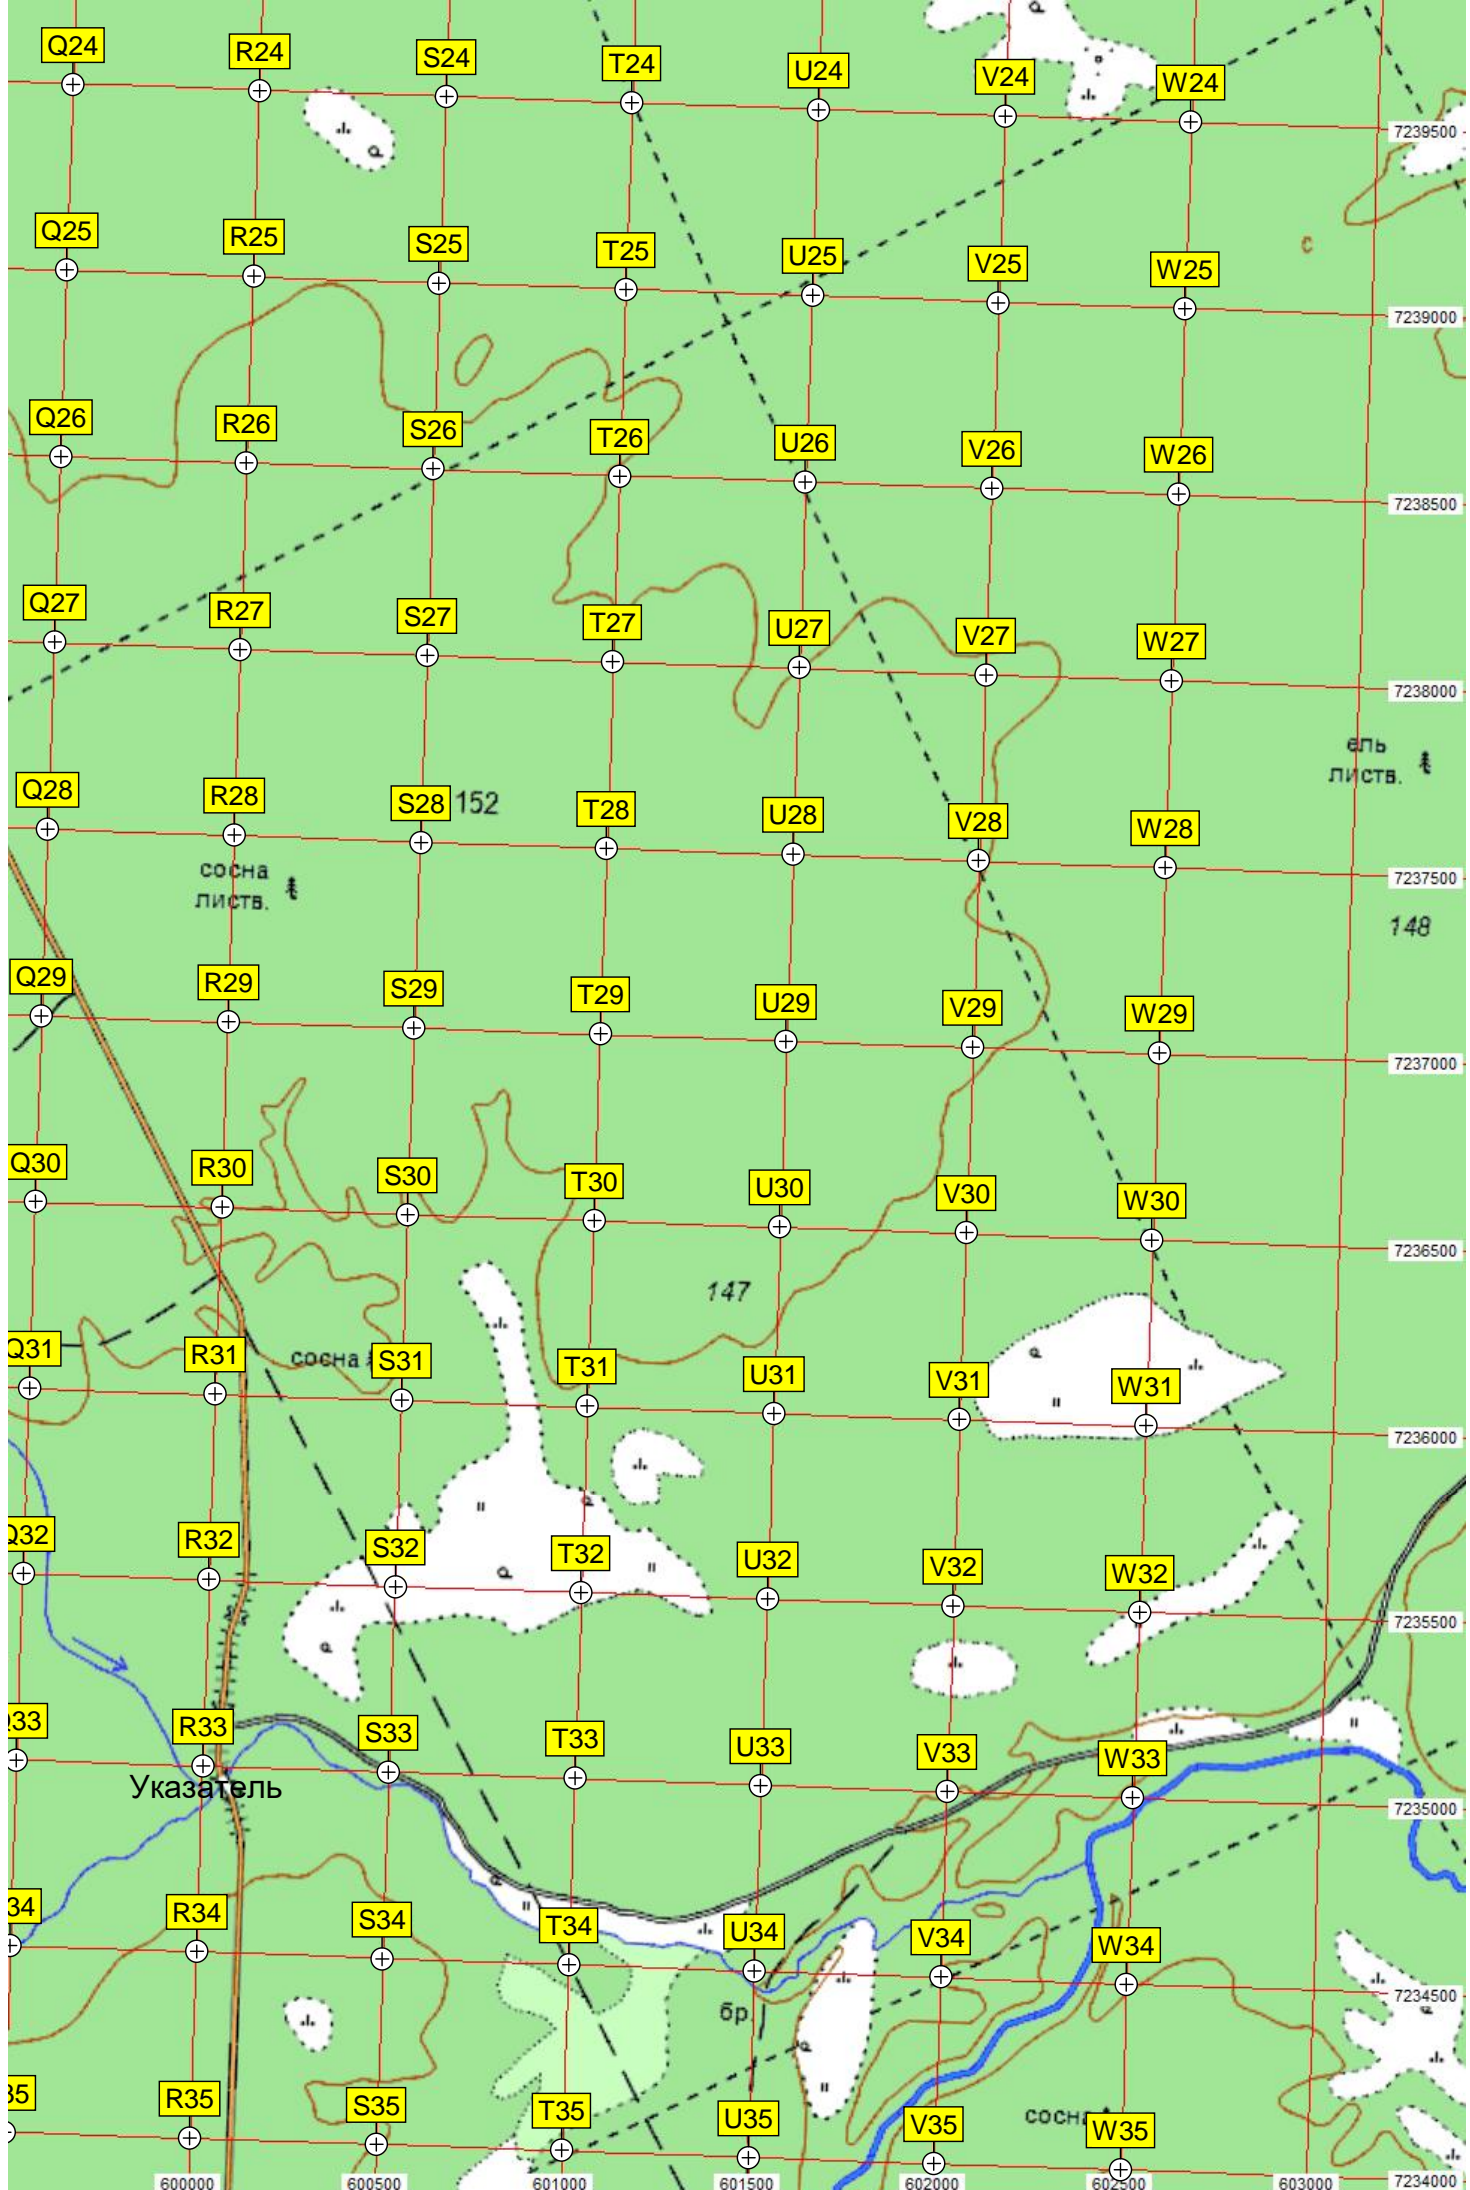 Q24 R24 S24 T24 U24 V24 W24
7239500
Q25 R25 S25 T25 U25 V25 W25
с
7239000
Q26 R26 S26 T26 U26 V26 W26
7238500
Q27 R27 S27 T27 U27 V27 W27
7238000
ель
листв.
Q28 R28 S28 152 T28 U28 V28 W28
сосна
листв.
7237500
148
Q29 R29 S29 T29 U29 V29 W29
7237000
Q30 R30 S30 T30 U30 V30 W30
7236500
147
Q31 R31 сосна S31 T31 U31 V31 W31
7236000
Q32 R32 S32 T32 U32 V32 W32
7235500
33 R33 S33 T33 U33 V33 W33
Указатель
7235000
34 R34 S34 T34 U34 V34 W34
7234500
бр.
35 R35 S35 T35 U35 V35 сосна W35
600000 600500 601000 601500 602000 602500 603000 7234000